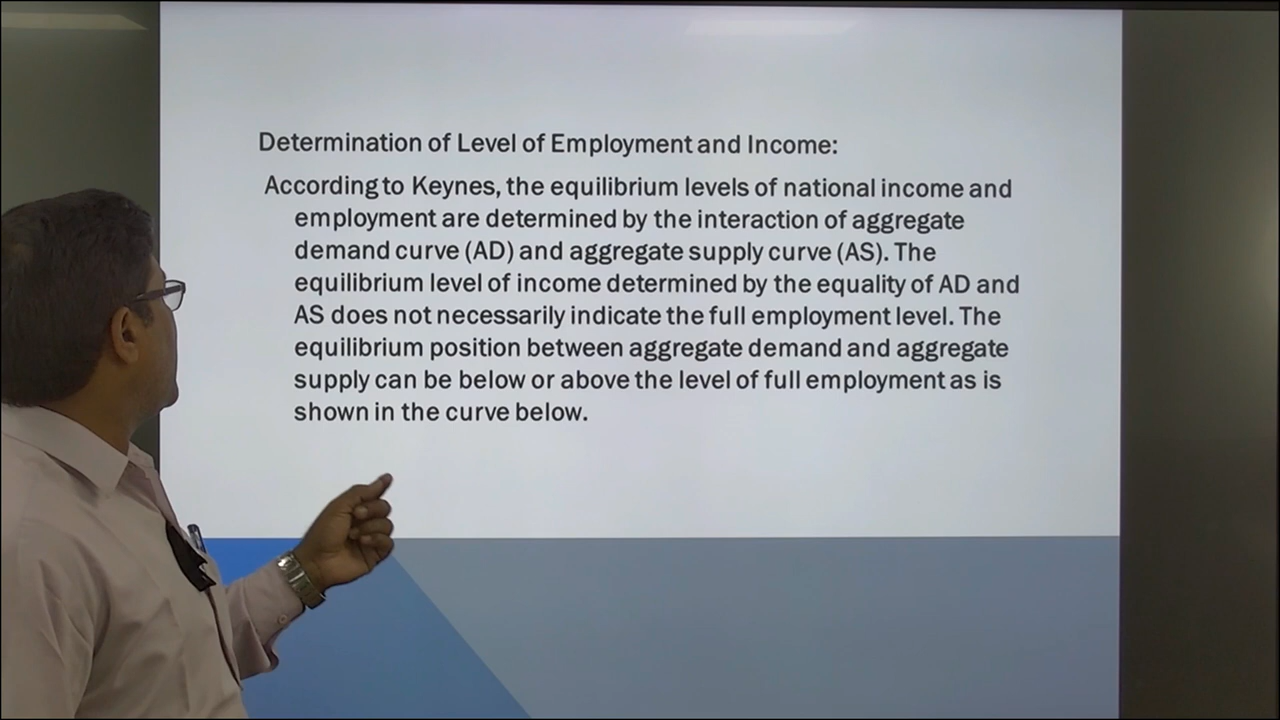 Determination of Level of Employment and Income:
According to Keynes, the equilibrium levels of national income and
employment are determined by the interaction of aggregate
demand curve (AD) and aggregate supply curve (AS). The
equilibrium level of income determined by the equality of AD and
AS does not necessarily indicate the full employment level. The
equilibrium position between aggregate demand and aggregate
supply can be below or above the level of full employment as is
shown in the curve below.